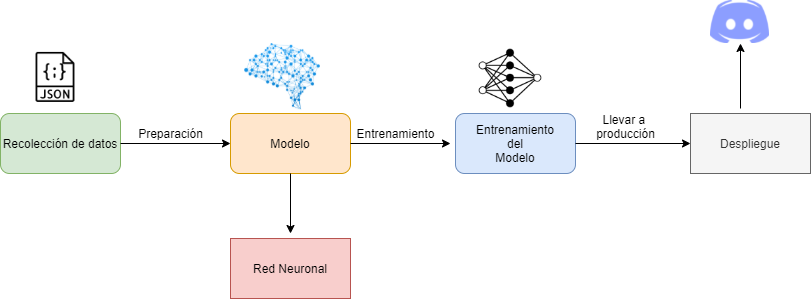 {;}
JSON
Recolección de datos
Preparación
Modelo
Entrenamiento
Entrenamiento
del
Modelo
Llevar a
producción
Despliegue
Red Neuronal